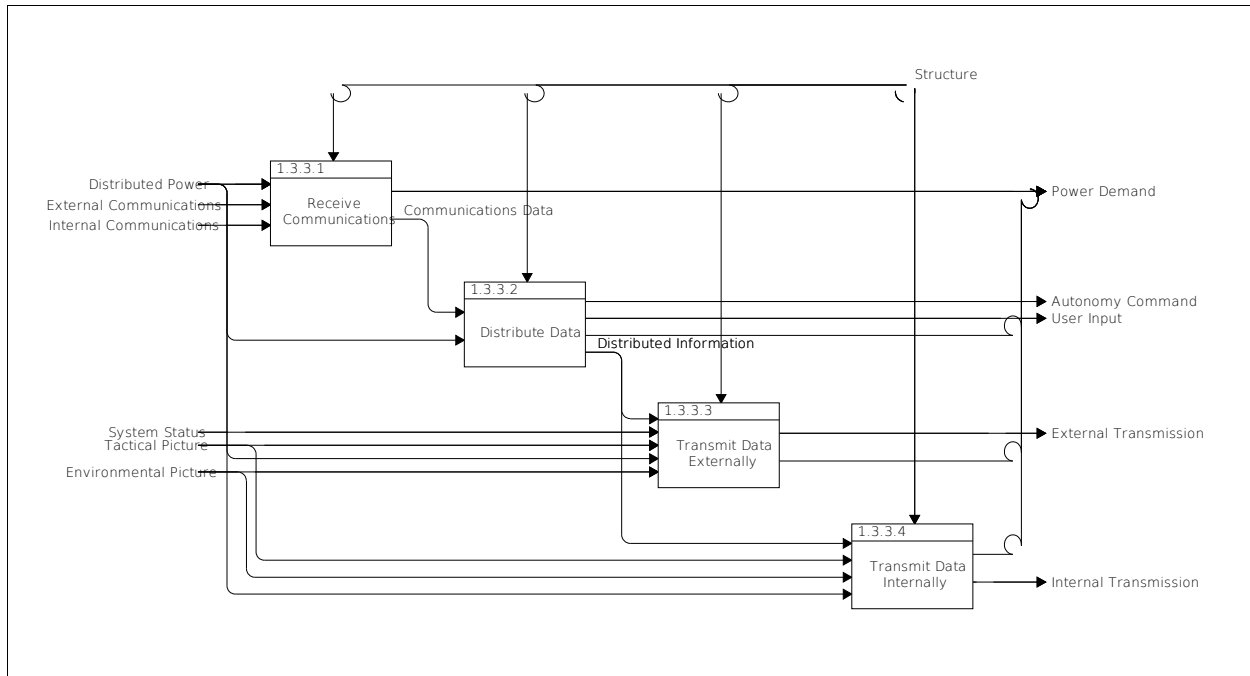 Structure
1.3.3.1
Distributed Power
Power Demand
Receive
External Communications
Communications Data
Communications
Internal Communications
1.3.3.2
Autonomy Command
User Input
Distribute Data
Distributed Information
1.3.3.3
System Status
External Transmission
Tactical Picture
Transmit Data
Externally
Environmental Picture
1.3.3.4
Transmit Data
Internally
Internal Transmission